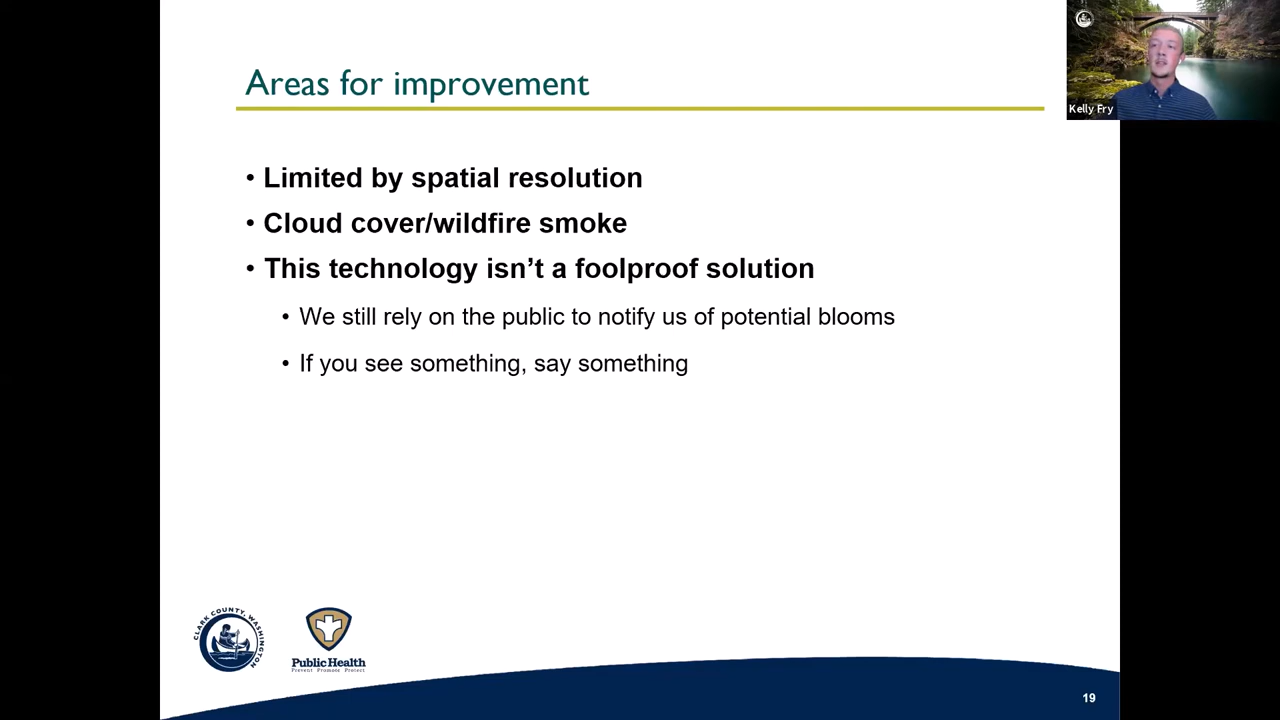 Areas for improvement
• Limited by spatial resolution
• Cloud cover/wildfire smoke
• This technology isn’t a foolproof solution
• We still rely on the public to notify us of potential blooms
• If you see something, say something
Kelly Fry
CLARK COUNTY, WASHINGTON
Public Health
Prevent Promote Protect
19